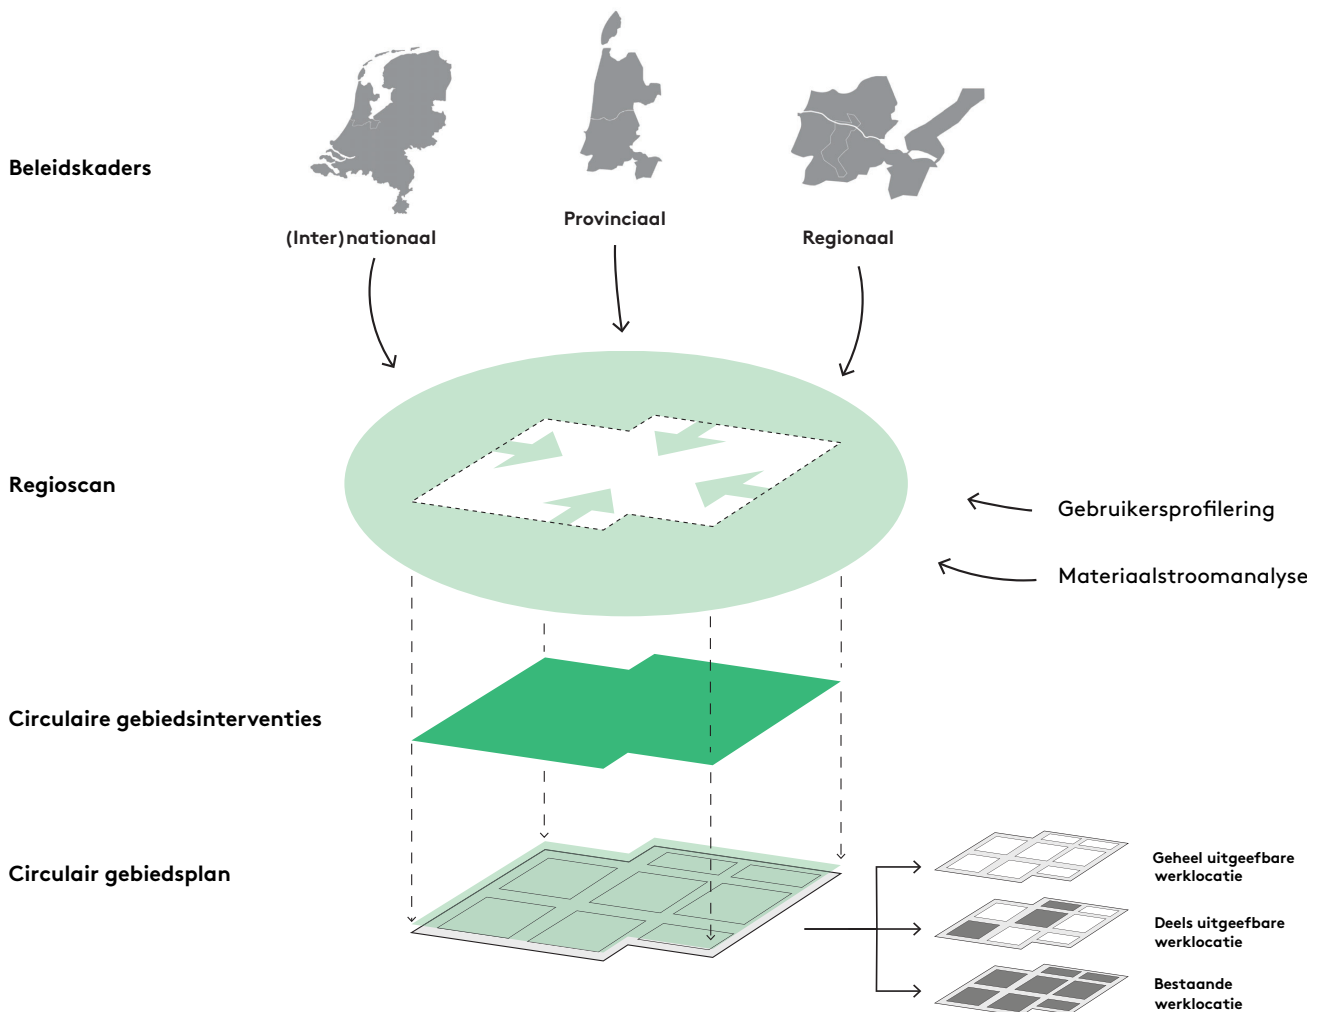 Beleidskaders
(Inter)nationaal
Provinciaal
Regionaal
Regioscan
Gebruikersprofilering
Materiaalstroomanalyse
Circulaire gebiedsinterventies
Circulair gebiedsplan
Geheel uitgeefbare
werklocatie
Deels uitgeefbare
werklocatie
Bestaande
werklocatie